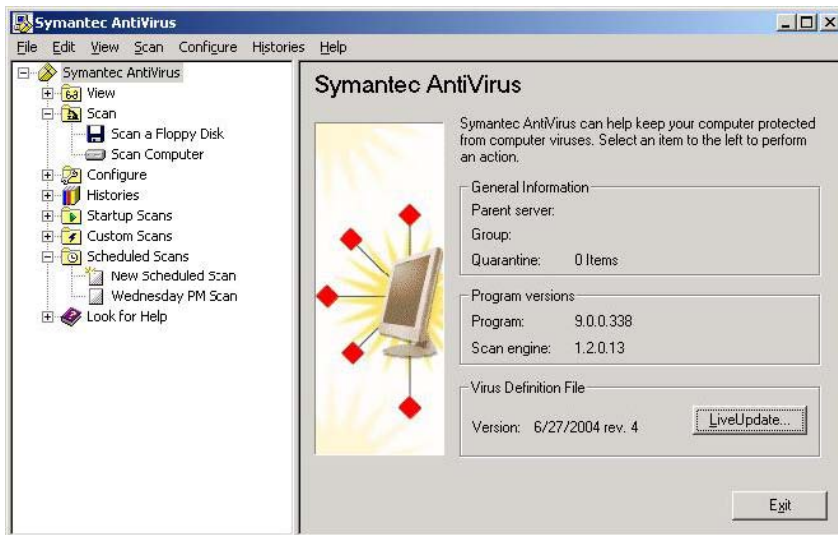 Symantec AntiVirus
File Edit View Scan Configure Histories Help
Symantec AntiVirus
View
Scan
Scan a Floppy Disk
Scan Computer
Configure
Histories
Startup Scans
Custom Scans
Scheduled Scans
New Scheduled Scan
Wednesday PM Scan
Look for Help
Symantec AntiVirus
Symantec AntiVirus can help keep your computer protected
from computer viruses. Select an item to the left to perform
an action.
General Information
Parent server:
Group:
Quarantine: 0 Items
Program versions
Program: 9.0.0.338
Scan engine: 1.2.0.13
Virus Definition File
Version: 6/27/2004 rev. 4
LiveUpdate...
Exit